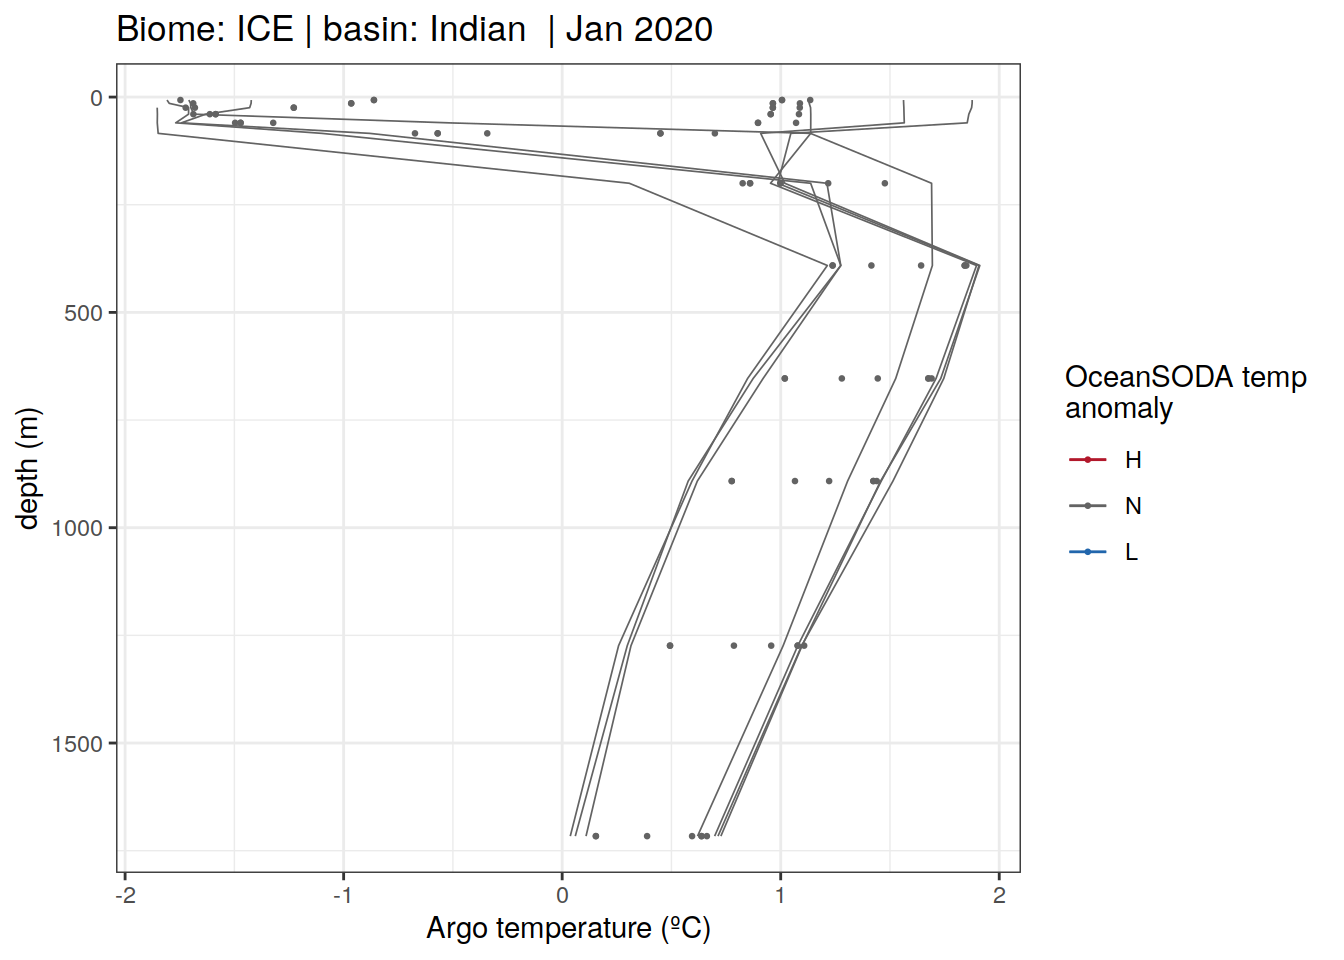 Biome: ICE | basin: Indian  | Jan 2020
0
500
1000
1500
depth (m)
-2
-1
0
1
2
Argo temperature (ºC)
OceanSODA temp
anomaly
H
N
L